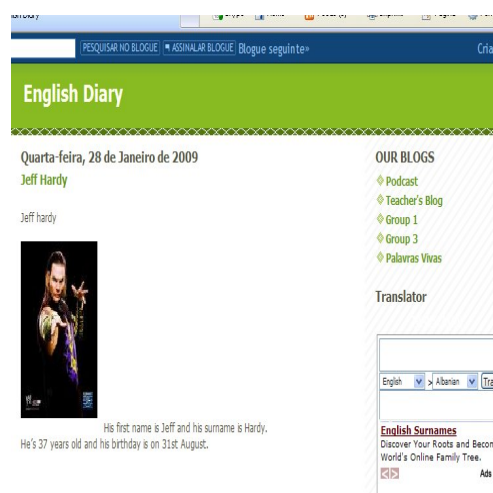 PESQUISAR NO BLOGUE ASSINALAR BLOGUE Blogue seguinte» Cria
English Diary
Quarta-feira, 28 de Janeiro de 2009
Jeff Hardy
Jeff hardy
His first name is Jeff and his surname is Hardy.
He's 37 years old and his birthday is on 31st August.
OUR BLOGS
Podcast
Teacher's Blog
Group 1
Group 3
Palavras Vivas
Translator
English > Albanian Tra
English Surnames
Discover Your Roots and Becon
World's Online Family Tree.
Ads